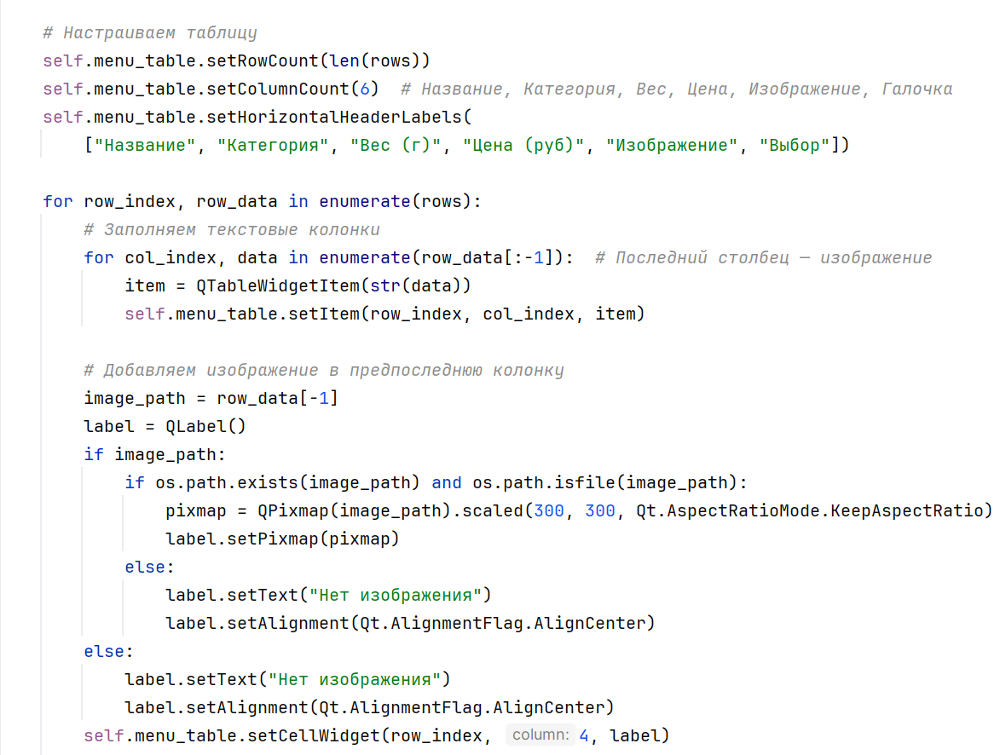 # Настраиваем таблицу
self.menu_table.setRowCount(len(rows))
self.menu_table.setColumnCount(6)  # Название, Категория, Вес, Цена, Изображение, Галочка
self.menu_table.setHorizontalHeaderLabels(
    ["Название", "Категория", "Вес (г)", "Цена (руб)", "Изображение", "Выбор"])

for row_index, row_data in enumerate(rows):
    # Заполняем текстовые колонки
    for col_index, data in enumerate(row_data[:-1]):  # Последний столбец — изображение
        item = QTableWidgetItem(str(data))
        self.menu_table.setItem(row_index, col_index, item)

    # Добавляем изображение в предпоследнюю колонку
    image_path = row_data[-1]
    label = QLabel()
    if image_path:
        if os.path.exists(image_path) and os.path.isfile(image_path):
            pixmap = QPixmap(image_path).scaled(300, 300, Qt.AspectRatioMode.KeepAspectRatio)
            label.setPixmap(pixmap)
        else:
            label.setText("Нет изображения")
            label.setAlignment(Qt.AlignmentFlag.AlignCenter)
    else:
        label.setText("Нет изображения")
        label.setAlignment(Qt.AlignmentFlag.AlignCenter)
    self.menu_table.setCellWidget(row_index, column: 4, label)